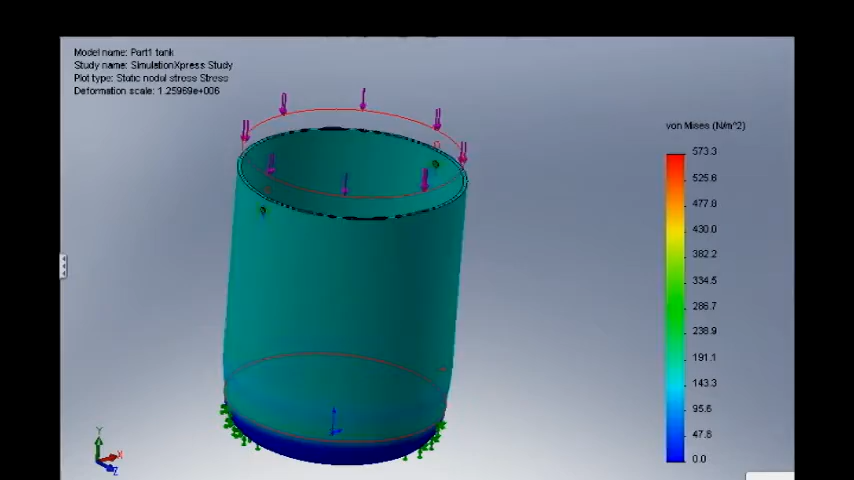 Model name: Part1 tank
Study name: SimulationXpress Study
Plot type: Static nodal stress Stress
Deformation scale: 1.25969e+006
von Mises (N/m^2)
573.3
525.6
477.8
430.0
382.2
334.5
286.7
238.9
191.1
143.3
95.6
47.8
0.0
Y
X
Z